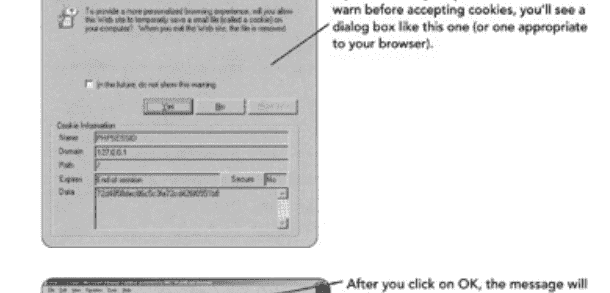 warn before accepting cookies, you'll see a
dialog box like this one (or one appropriate
to your browser).
To provide a more personalized browsing experience, will you allow
this Web site to temporarily save a small file (called a cookie) on
your computer? When you exit the Web site, the file is removed.
In the future, do not show this warning
Yes
No
Cookie Information
Name PHPSESSID
Domain 127.0.0.1
Path /
Expires End of session Secure No
Data
After you click on OK, the message will